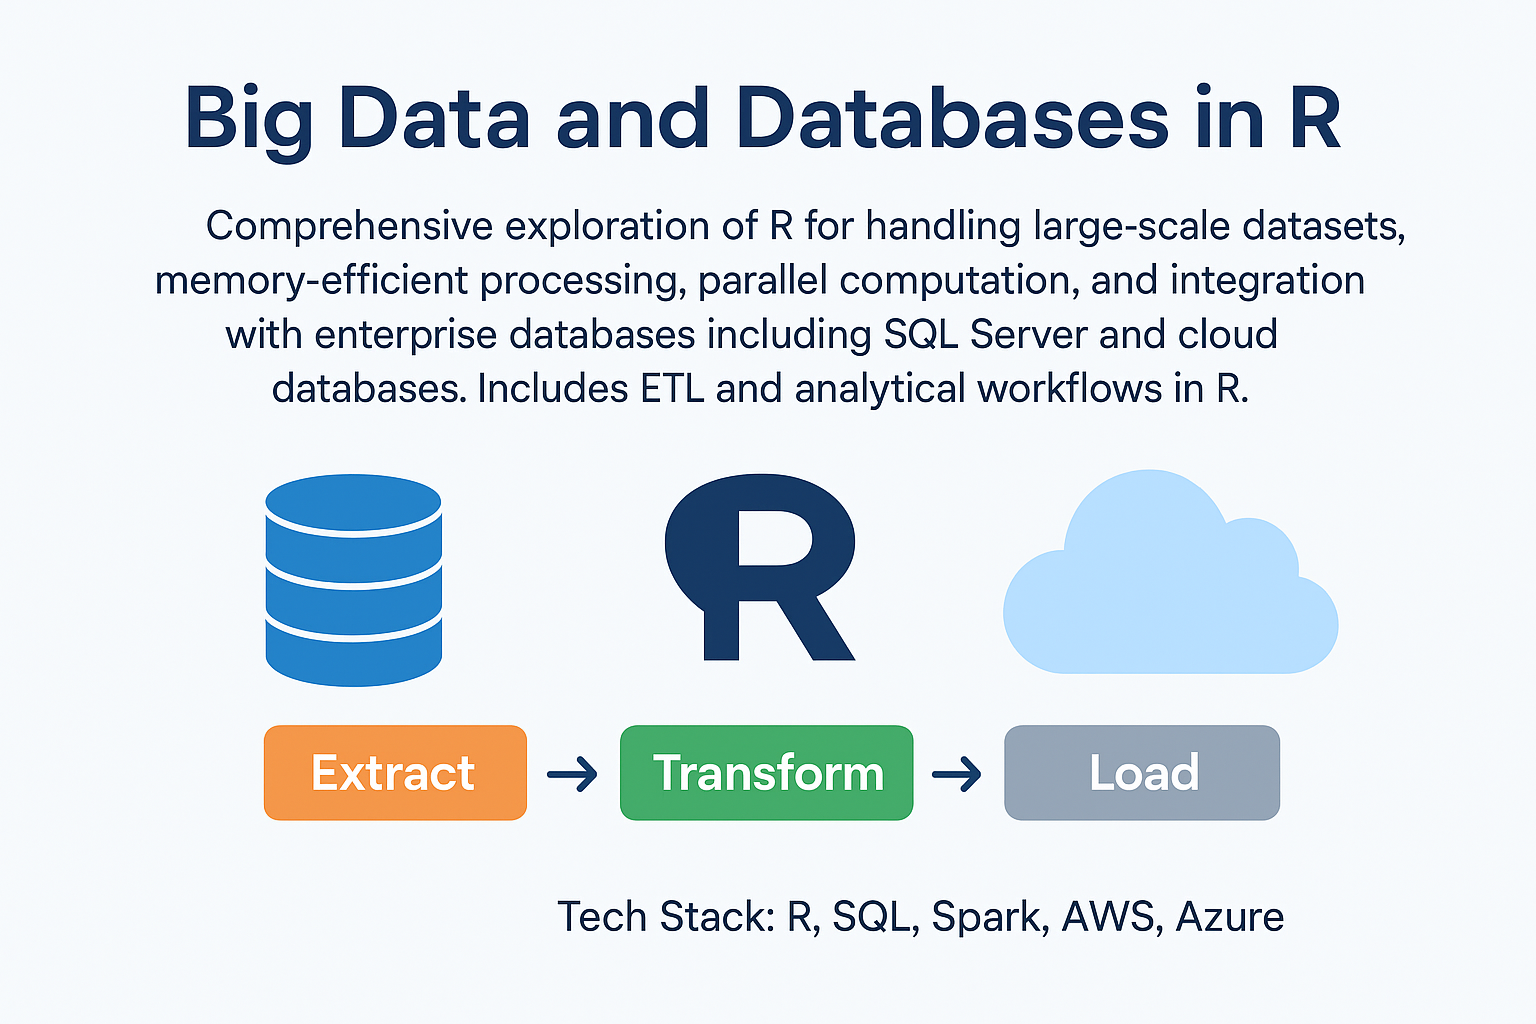 Big Data and Databases in R
Comprehensive exploration of R for handling large-scale datasets,
memory-efficient processing, parallel computation, and integration
with enterprise databases including SQL Server and cloud
databases. Includes ETL and analytical workflows in R.
R
Extract → Transform → Load
Tech Stack: R, SQL, Spark, AWS, Azure